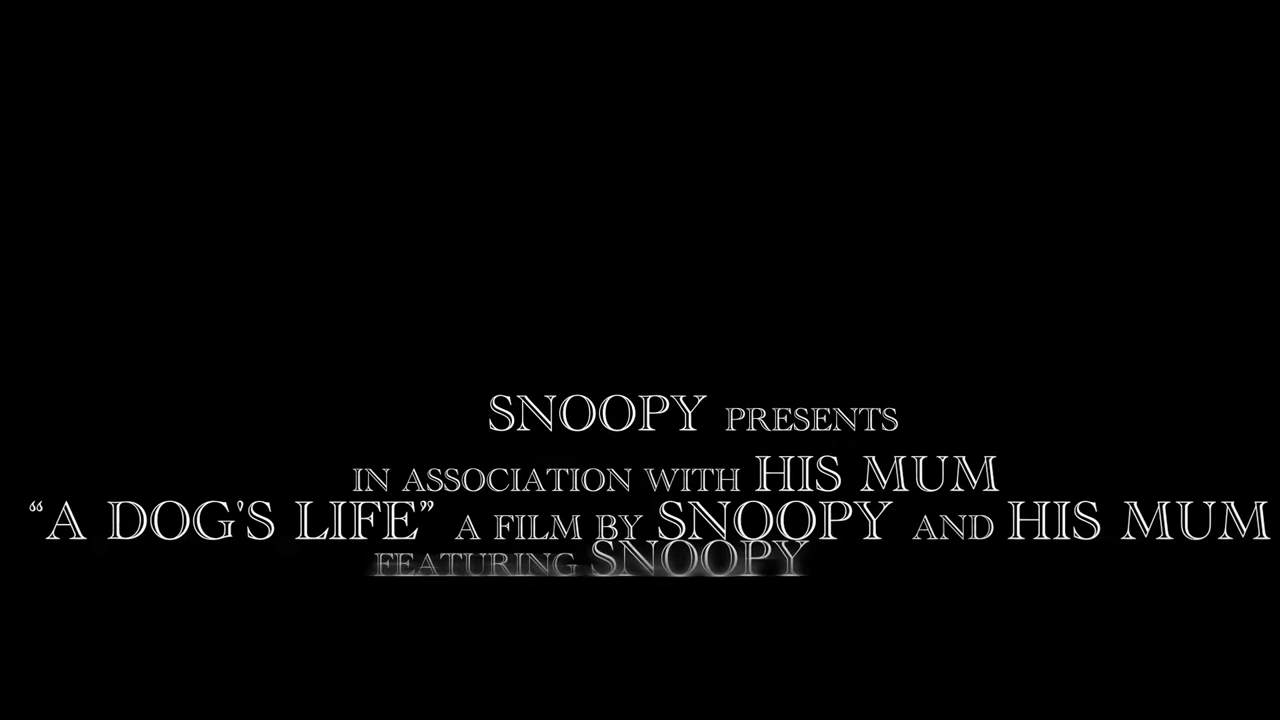 SNOOPY PRESENTS
IN ASSOCIATION WITH HIS MUM
“A DOG'S LIFE” A FILM BY SNOOPY AND HIS MUM
FEATURING SNOOPY